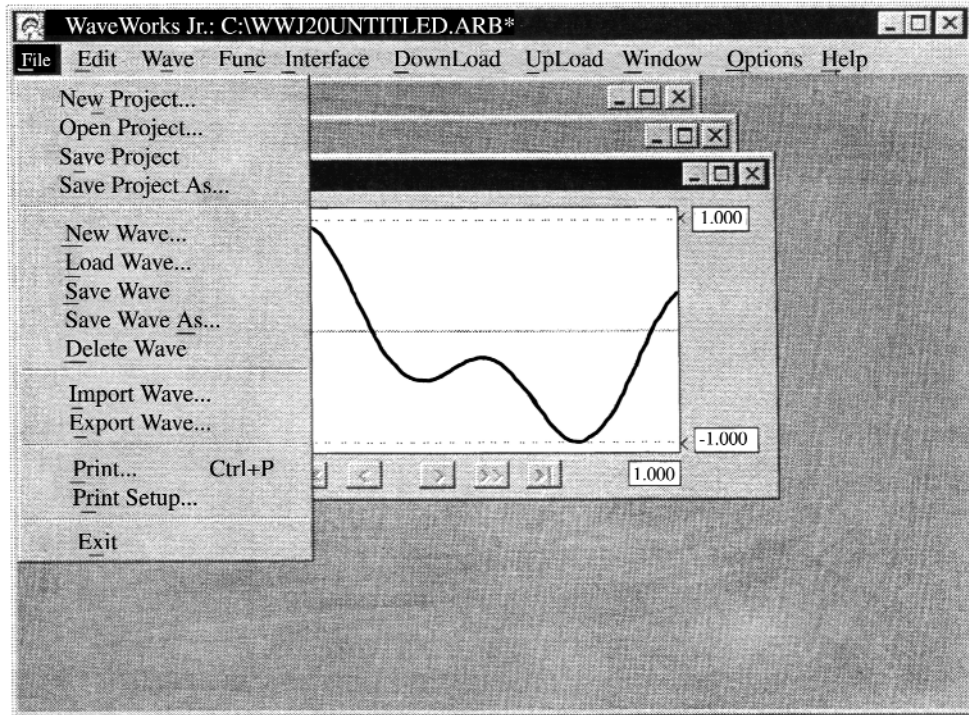 WaveWorks Jr.: C:\WWJ20UNTITLED.ARB*
File Edit Wave Func Interface DownLoad UpLoad Window Options Help
New Project...
Open Project...
Save Project
Save Project As...
New Wave...
Load Wave...
Save Wave
Save Wave As...
Delete Wave
Import Wave...
Export Wave...
Print... Ctrl+P
Print Setup...
Exit
1.000
-1.000
< > >> >|
1.000